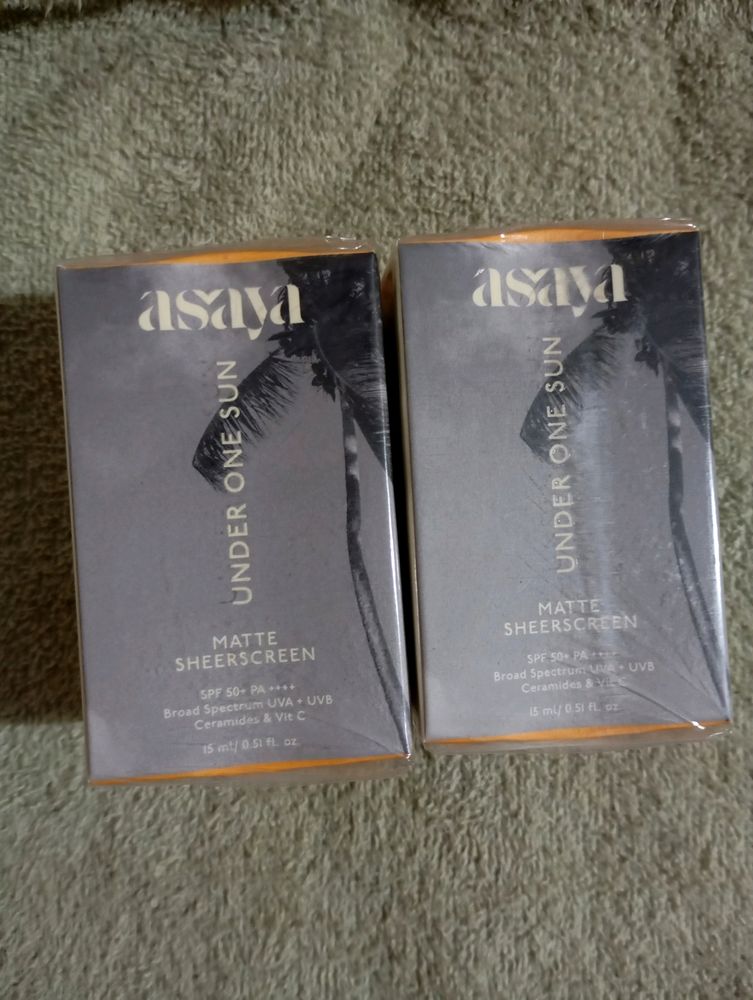 asaya
UNDER ONE SUN
MATTE
SHEERSCREEN
SPF 50+ PA ++++
Broad Spectrum UVA + UVB
Ceramides & Vit C
15 ml/ 0.51 fl. oz.
asaya
UNDER ONE SUN
MATTE
SHEERSCREEN
SPF 50+ PA ++++
Broad Spectrum UVA + UVB
Ceramides & Vit C
15 ml/ 0.51 fl. oz.